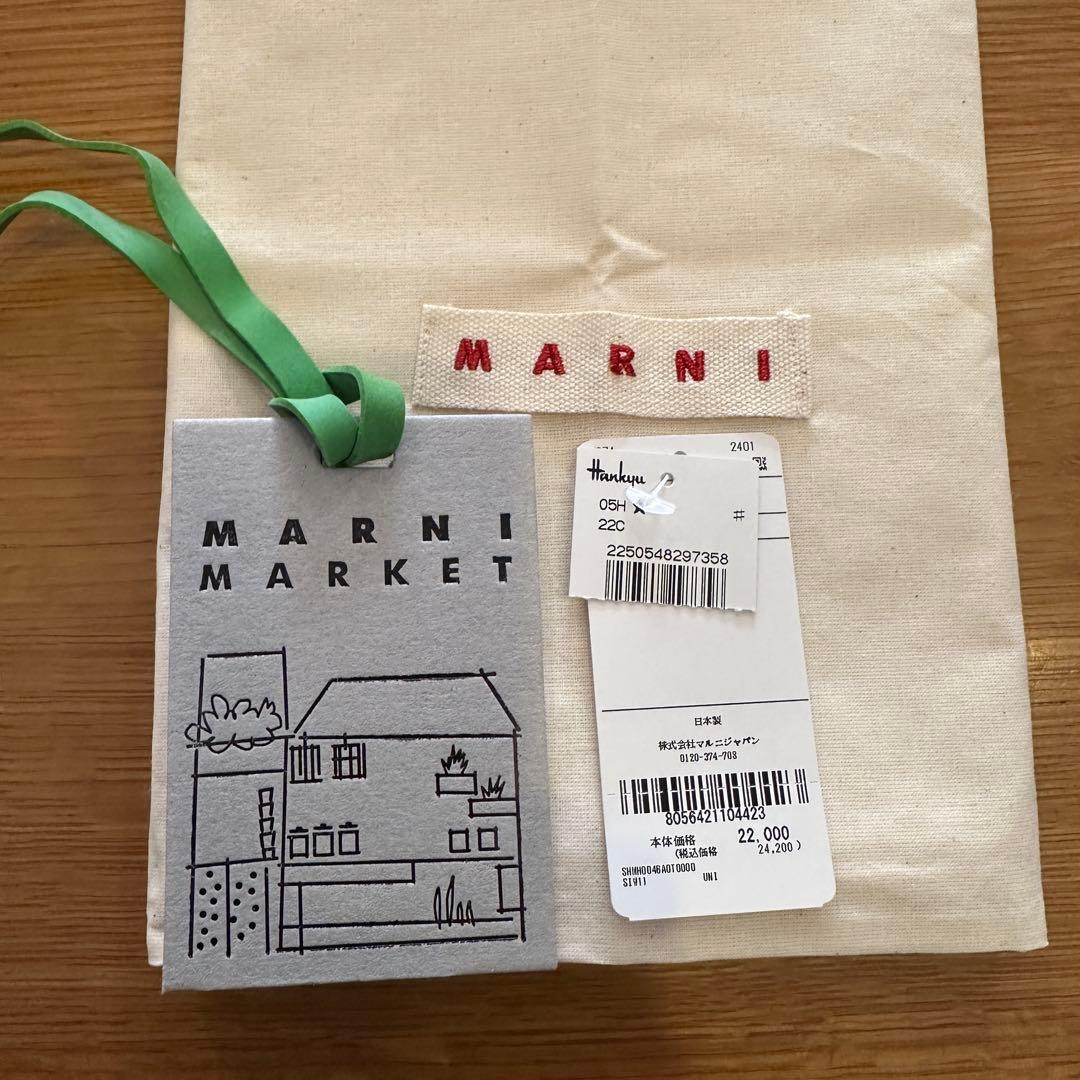 MARNI
MARNI
MARKET
2401
Hankyu
05H ★
22C
#
2250548297358
日本製
株式会社マルニジャパン
0120-374-708
8056421104423
本体価格 22,000
(税込価格 24,200)
SHMH0046A0T0000
SIW11 UNI